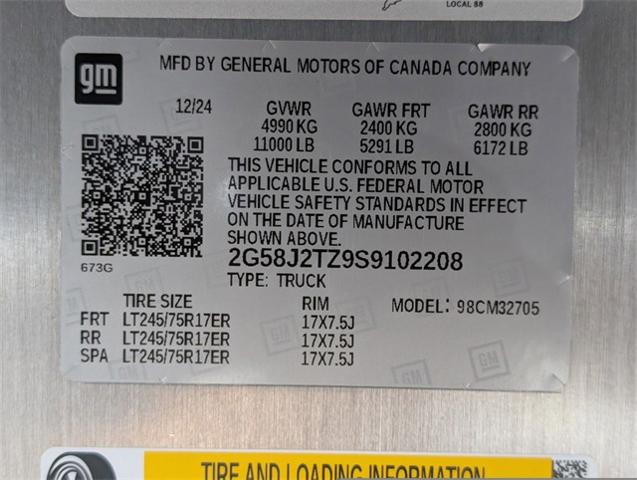 LOCAL 88
gm
MFD BY GENERAL MOTORS OF CANADA COMPANY
12/24 GVWR GAWR FRT GAWR RR
4990 KG 2400 KG 2800 KG
11000 LB 5291 LB 6172 LB
THIS VEHICLE CONFORMS TO ALL
APPLICABLE U.S. FEDERAL MOTOR
VEHICLE SAFETY STANDARDS IN EFFECT
ON THE DATE OF MANUFACTURE
SHOWN ABOVE.
673G
2G58J2TZ9S9102208
TYPE: TRUCK
TIRE SIZE RIM MODEL: 98CM32705
FRT LT245/75R17ER 17X7.5J
RR LT245/75R17ER 17X7.5J
SPA LT245/75R17ER 17X7.5J
TIRE AND LOADING INFORMATION